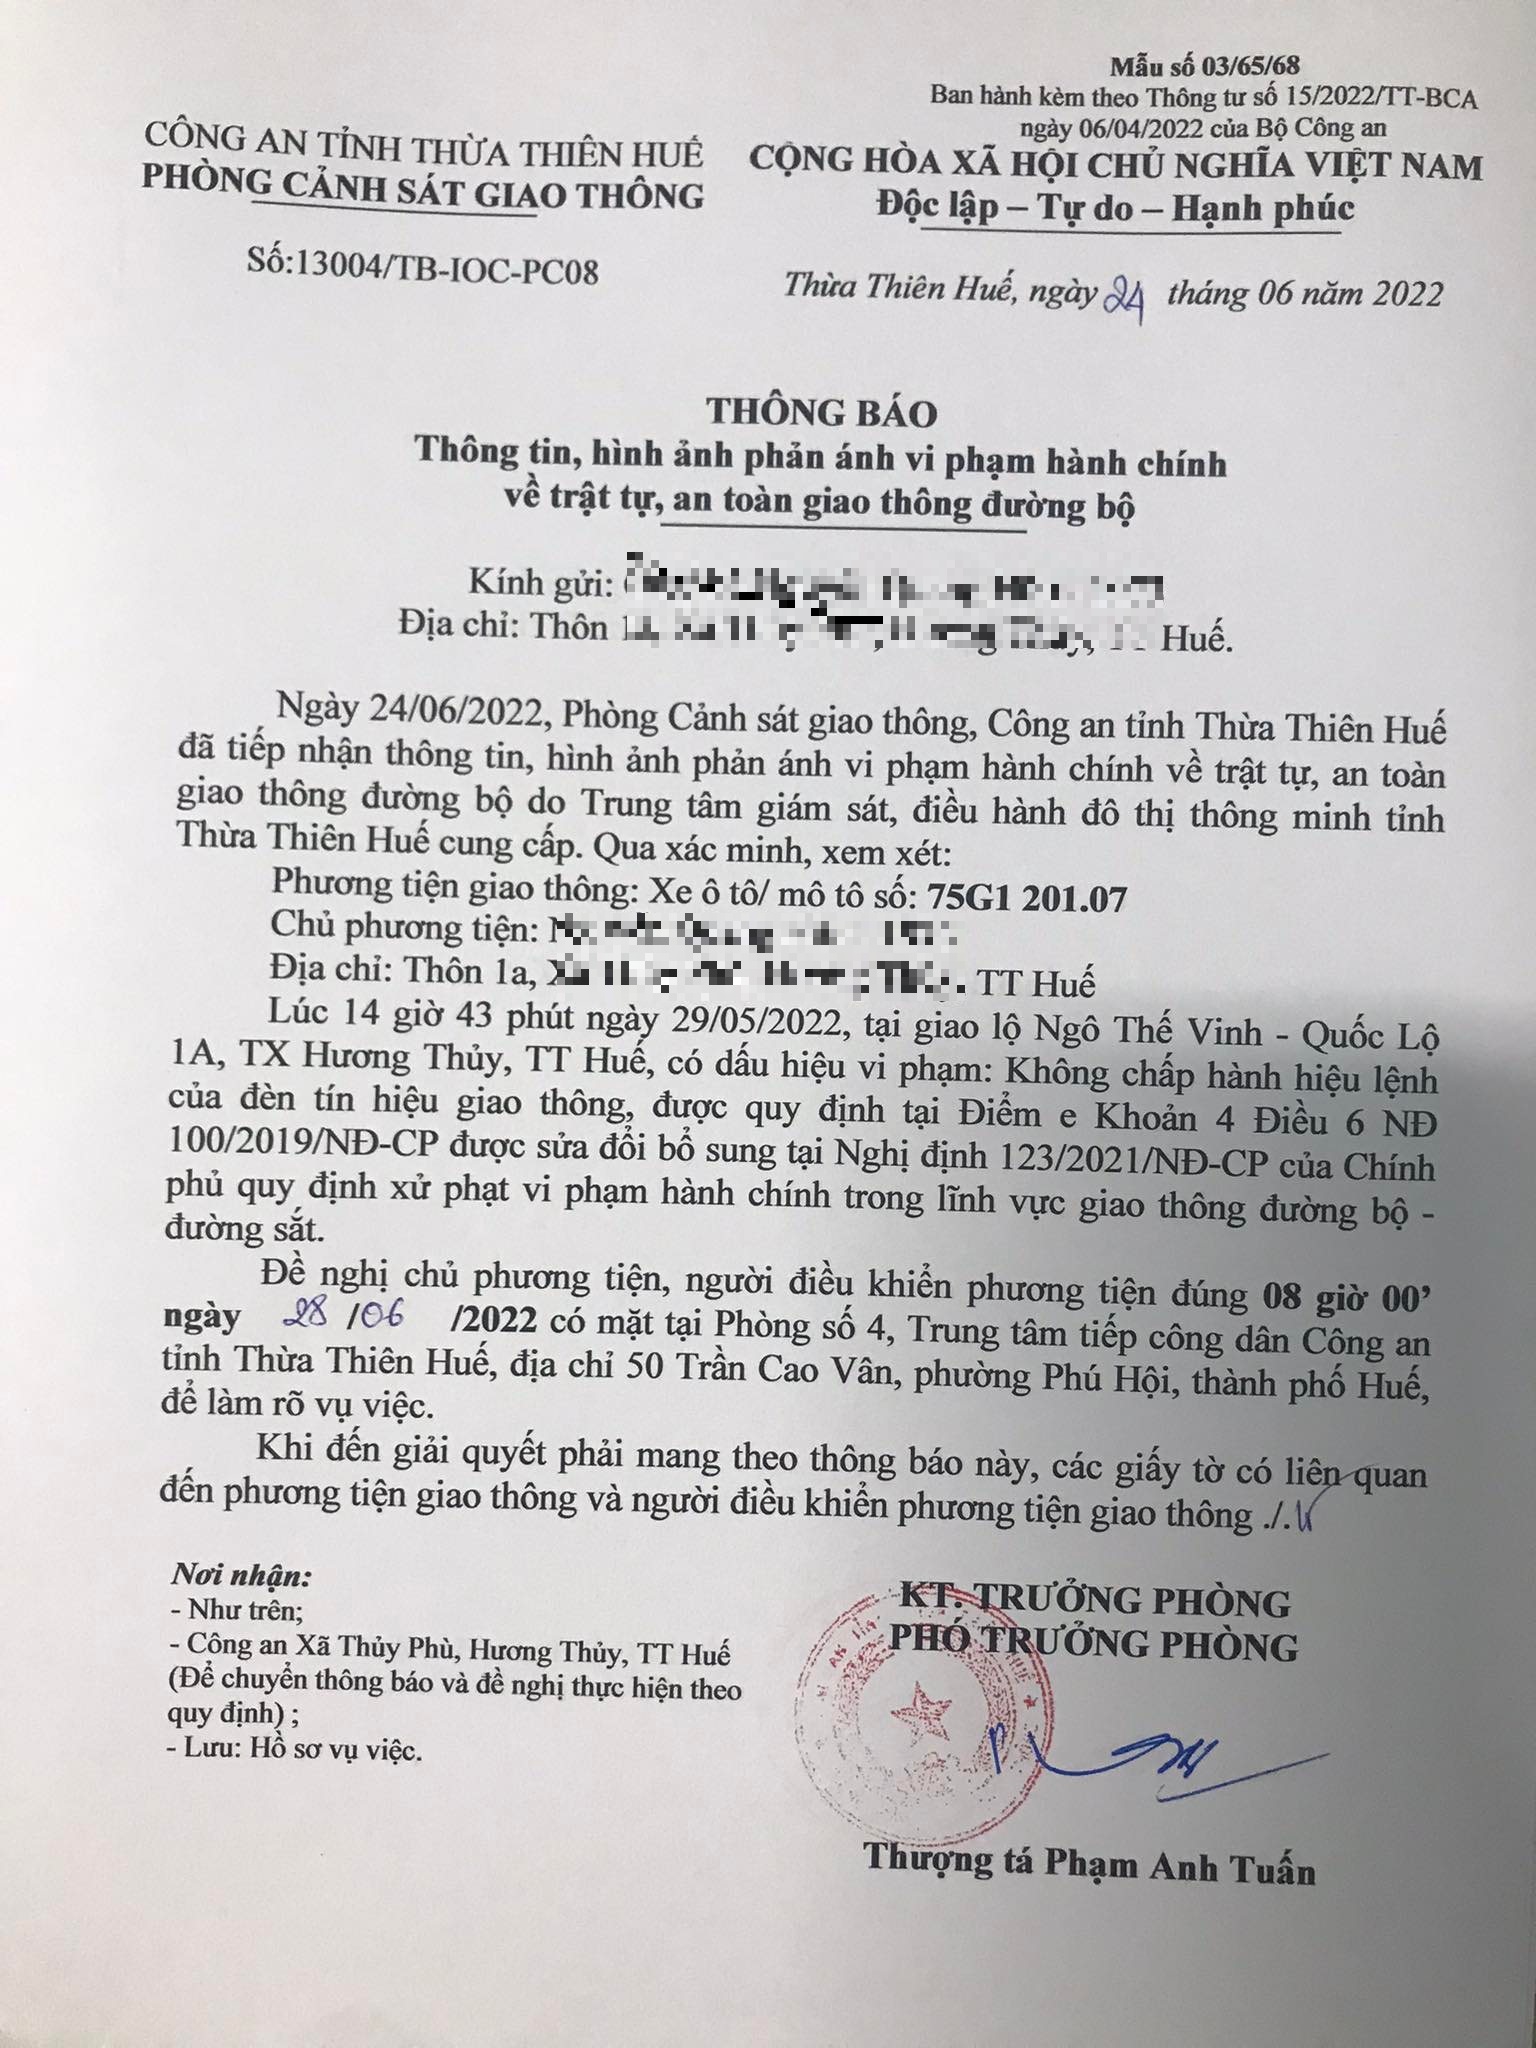 Mẫu số 03/65/68
Ban hành kèm theo Thông tư số 15/2022/TT-BCA
ngày 06/04/2022 của Bộ Công an
CÔNG AN TỈNH THỪA THIÊN HUẾ
PHÒNG CẢNH SÁT GIAO THÔNG
CỘNG HÒA XÃ HỘI CHỦ NGHĨA VIỆT NAM
Độc lập – Tự do – Hạnh phúc
Số:13004/TB-IOC-PC08
Thừa Thiên Huế, ngày 24 tháng 06 năm 2022
THÔNG BÁO
Thông tin, hình ảnh phản ánh vi phạm hành chính
về trật tự, an toàn giao thông đường bộ
Kính gửi:
Địa chỉ: Thôn Huế.
Ngày 24/06/2022, Phòng Cảnh sát giao thông, Công an tỉnh Thừa Thiên Huế
đã tiếp nhận thông tin, hình ảnh phản ánh vi phạm hành chính về trật tự, an toàn
giao thông đường bộ do Trung tâm giám sát, điều hành đô thị thông minh tỉnh
Thừa Thiên Huế cung cấp. Qua xác minh, xem xét:
Phương tiện giao thông: Xe ô tô/ mô tô số: 75G1 201.07
Chủ phương tiện:
Địa chỉ: Thôn 1a, TT Huế
Lúc 14 giờ 43 phút ngày 29/05/2022, tại giao lộ Ngô Thế Vinh - Quốc Lộ
1A, TX Hương Thủy, TT Huế, có dấu hiệu vi phạm: Không chấp hành hiệu lệnh
của đèn tín hiệu giao thông, được quy định tại Điểm e Khoản 4 Điều 6 NĐ
100/2019/NĐ-CP được sửa đổi bổ sung tại Nghị định 123/2021/NĐ-CP của Chính
phủ quy định xử phạt vi phạm hành chính trong lĩnh vực giao thông đường bộ -
đường sắt.
Đề nghị chủ phương tiện, người điều khiển phương tiện đúng 08 giờ 00’
ngày 28 /06 /2022 có mặt tại Phòng số 4, Trung tâm tiếp công dân Công an
tỉnh Thừa Thiên Huế, địa chỉ 50 Trần Cao Vân, phường Phú Hội, thành phố Huế,
để làm rõ vụ việc.
Khi đến giải quyết phải mang theo thông báo này, các giấy tờ có liên quan
đến phương tiện giao thông và người điều khiển phương tiện giao thông ./.
Nơi nhận:
- Như trên;
- Công an Xã Thủy Phù, Hương Thủy, TT Huế
(Để chuyển thông báo và đề nghị thực hiện theo
quy định) ;
- Lưu: Hồ sơ vụ việc.
KT. TRƯỞNG PHÒNG
PHÓ TRƯỞNG PHÒNG
Thượng tá Phạm Anh Tuấn